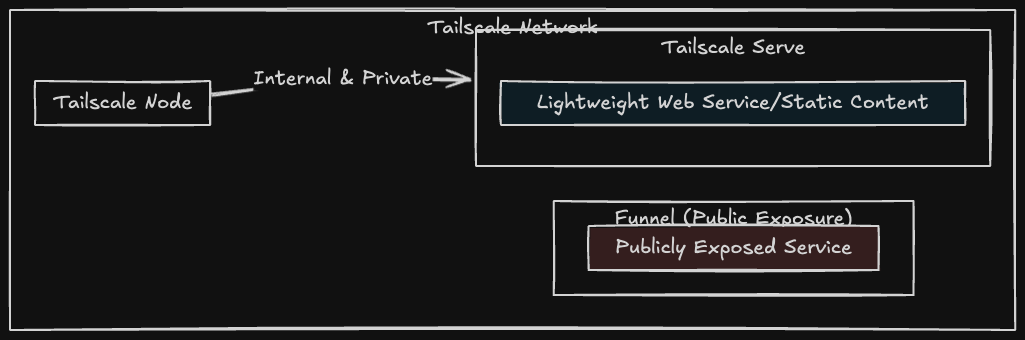 Tailscale Network
Tailscale Serve
Internal & Private
Tailscale Node
Lightweight Web Service/Static Content
Funnel (Public Exposure)
Publicly Exposed Service